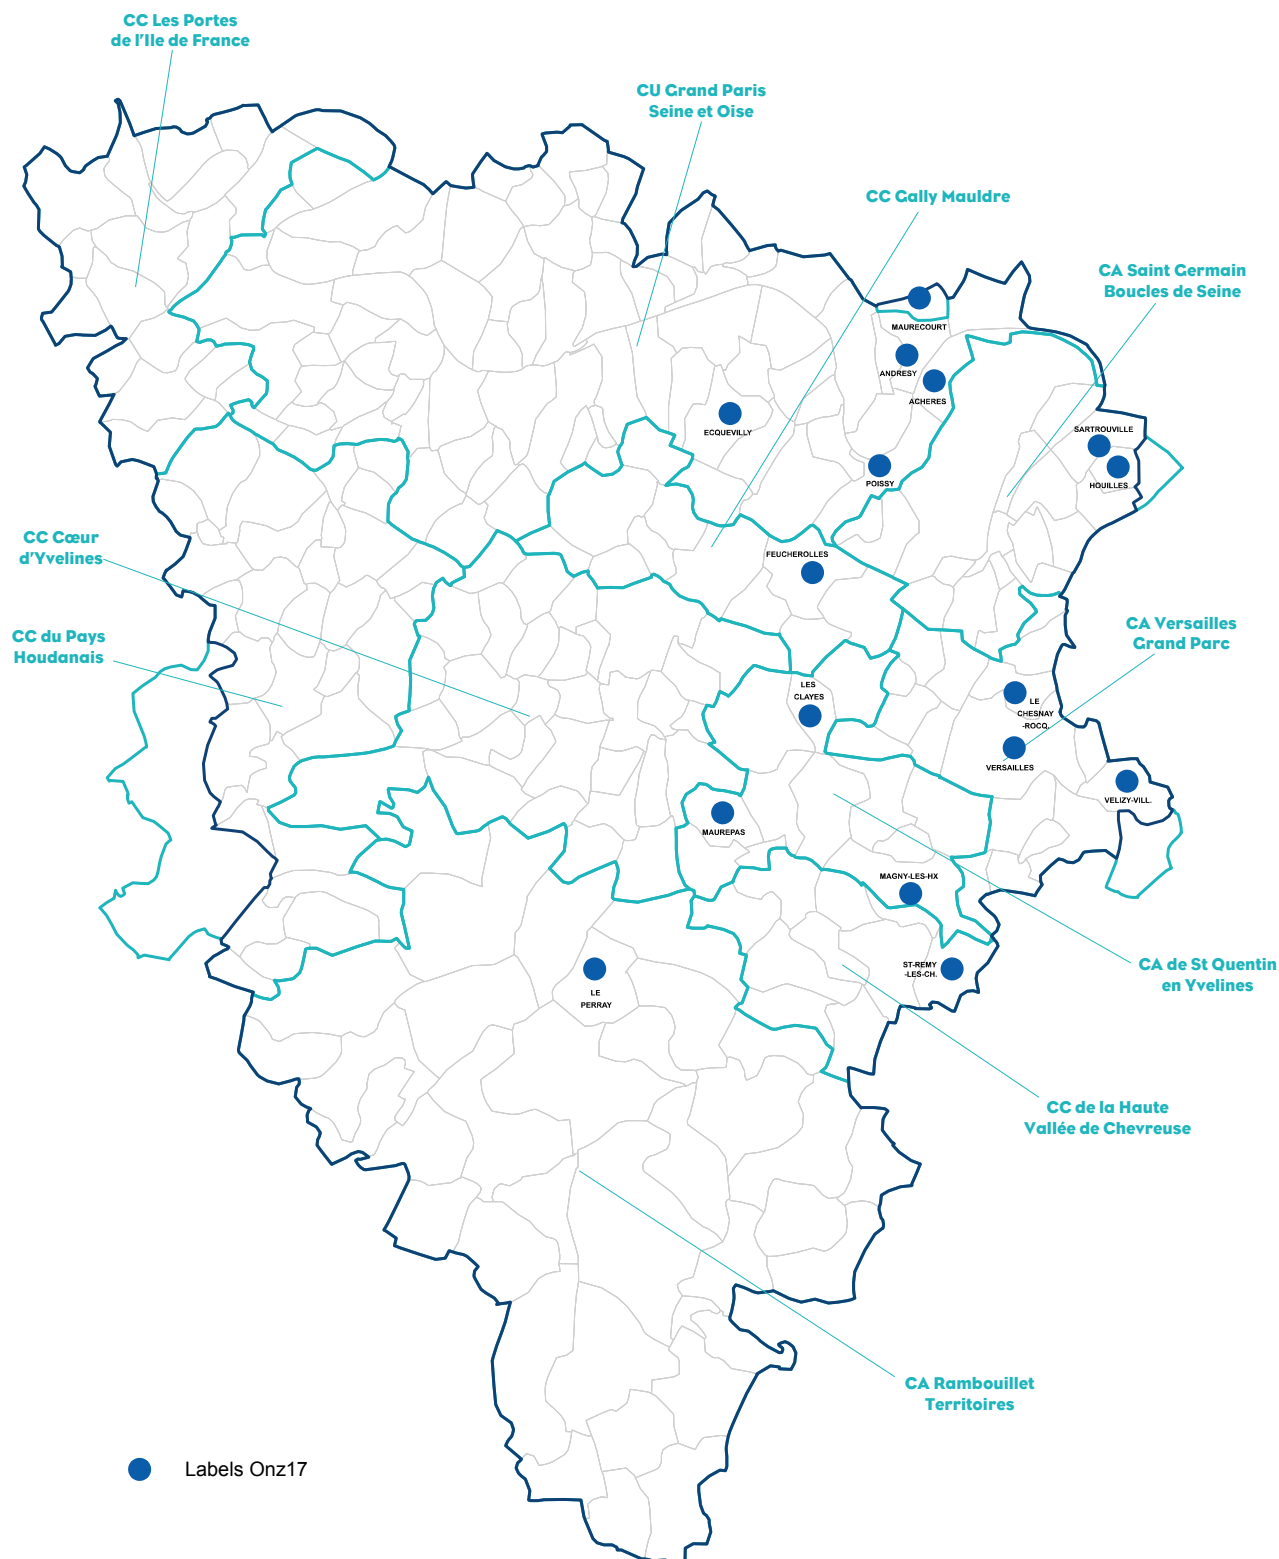 CC Les Portes
de l'Ile de France
CU Grand Paris
Seine et Oise
CC Gally Mauldre
CA Saint Germain
Boucles de Seine
MAURECOURT
ANDRESY
ACHERES
ECQUEVILLY
SARTROUVILLE
HOUILLES
POISSY
CC Cœur
d'Yvelines
FEUCHEROLLES
CC du Pays
Houdanais
CA Versailles
Grand Parc
LES
CLAYES
LE
CHESNAY
-ROCQ.
VERSAILLES
VELIZY-VILL.
MAUREPAS
MAGNY-LES-HX
ST-REMY
-LES-CH.
CA de St Quentin
en Yvelines
LE
PERRAY
CC de la Haute
Vallée de Chevreuse
CA Rambouillet
Territoires
Labels Onz17